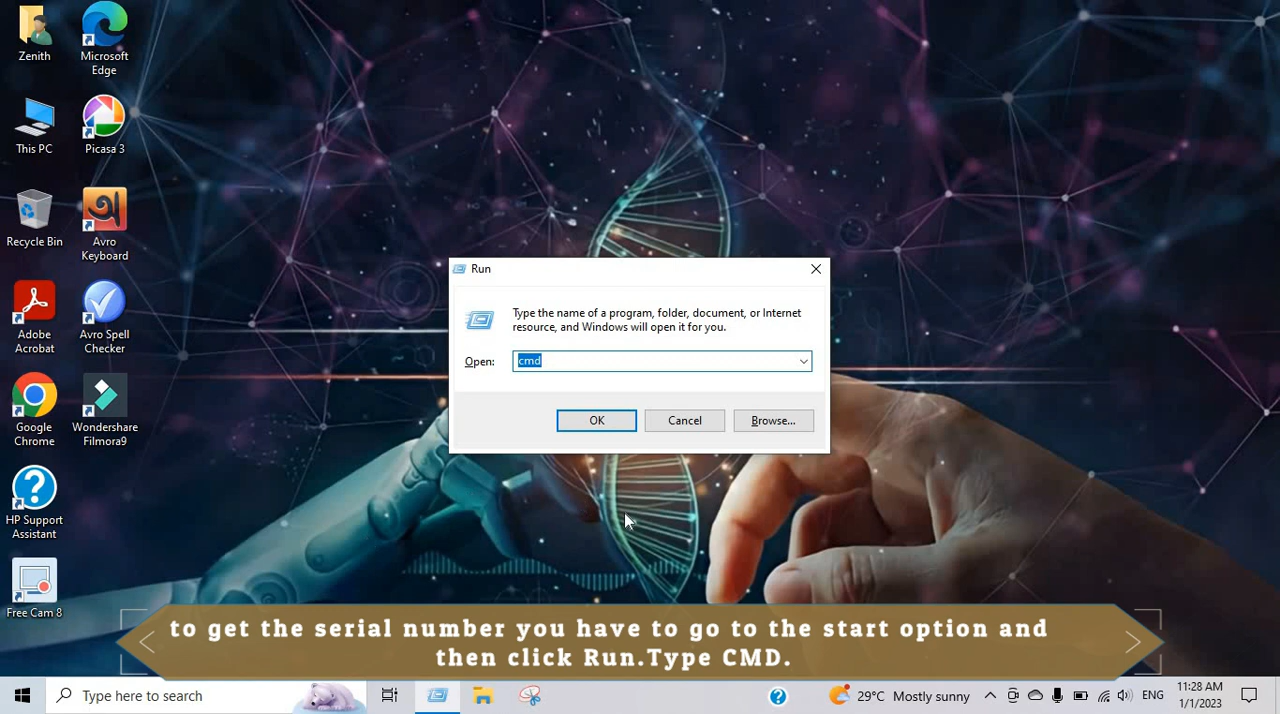 Zenith
Microsoft
Edge
This PC
Picasa 3
Recycle Bin
Avro
Keyboard
Adobe
Acrobat
Avro Spell
Checker
Google
Chrome
Wondershare
Filmora9
HP Support
Assistant
Free Cam 8
Run
Type the name of a program, folder, document, or Internet
resource, and Windows will open it for you.
Open:
cmd
OK
Cancel
Browse...
to get the serial number you have to go to the start option and
then click Run.Type CMD.
Type here to search
29°C Mostly sunny
ENG
11:28 AM
1/1/2023